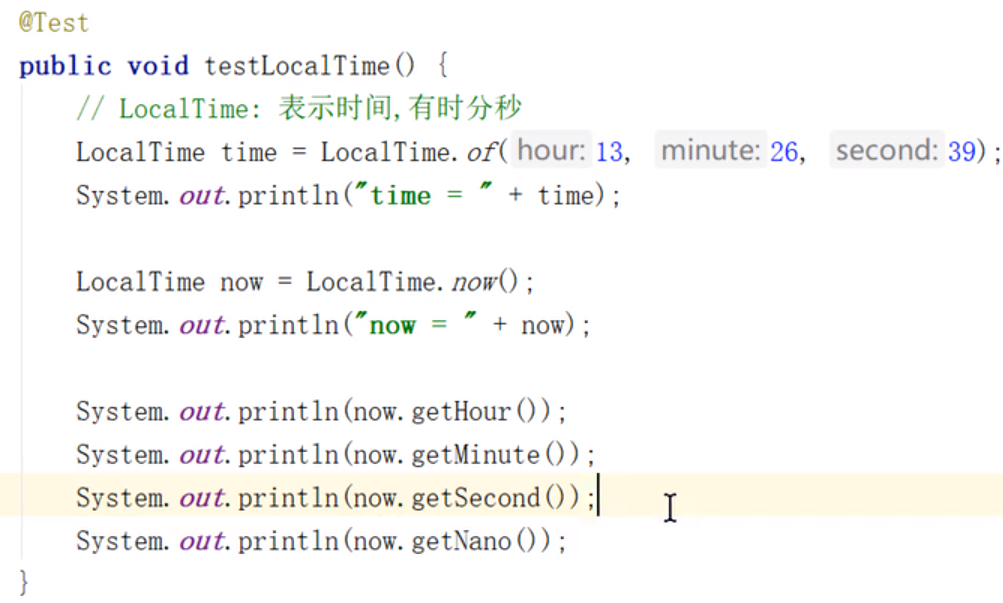 @Test
public void testLocalTime() {
// LocalTime: 表示时间,有时分秒
LocalTime time = LocalTime.of( hour: 13, minute: 26, second: 39);
System.out.println("time = " + time);
LocalTime now = LocalTime.now();
System.out.println("now = " + now);
System.out.println(now.getHour());
System.out.println(now.getMinute());
System.out.println(now.getSecond());
System.out.println(now.getNano());
}